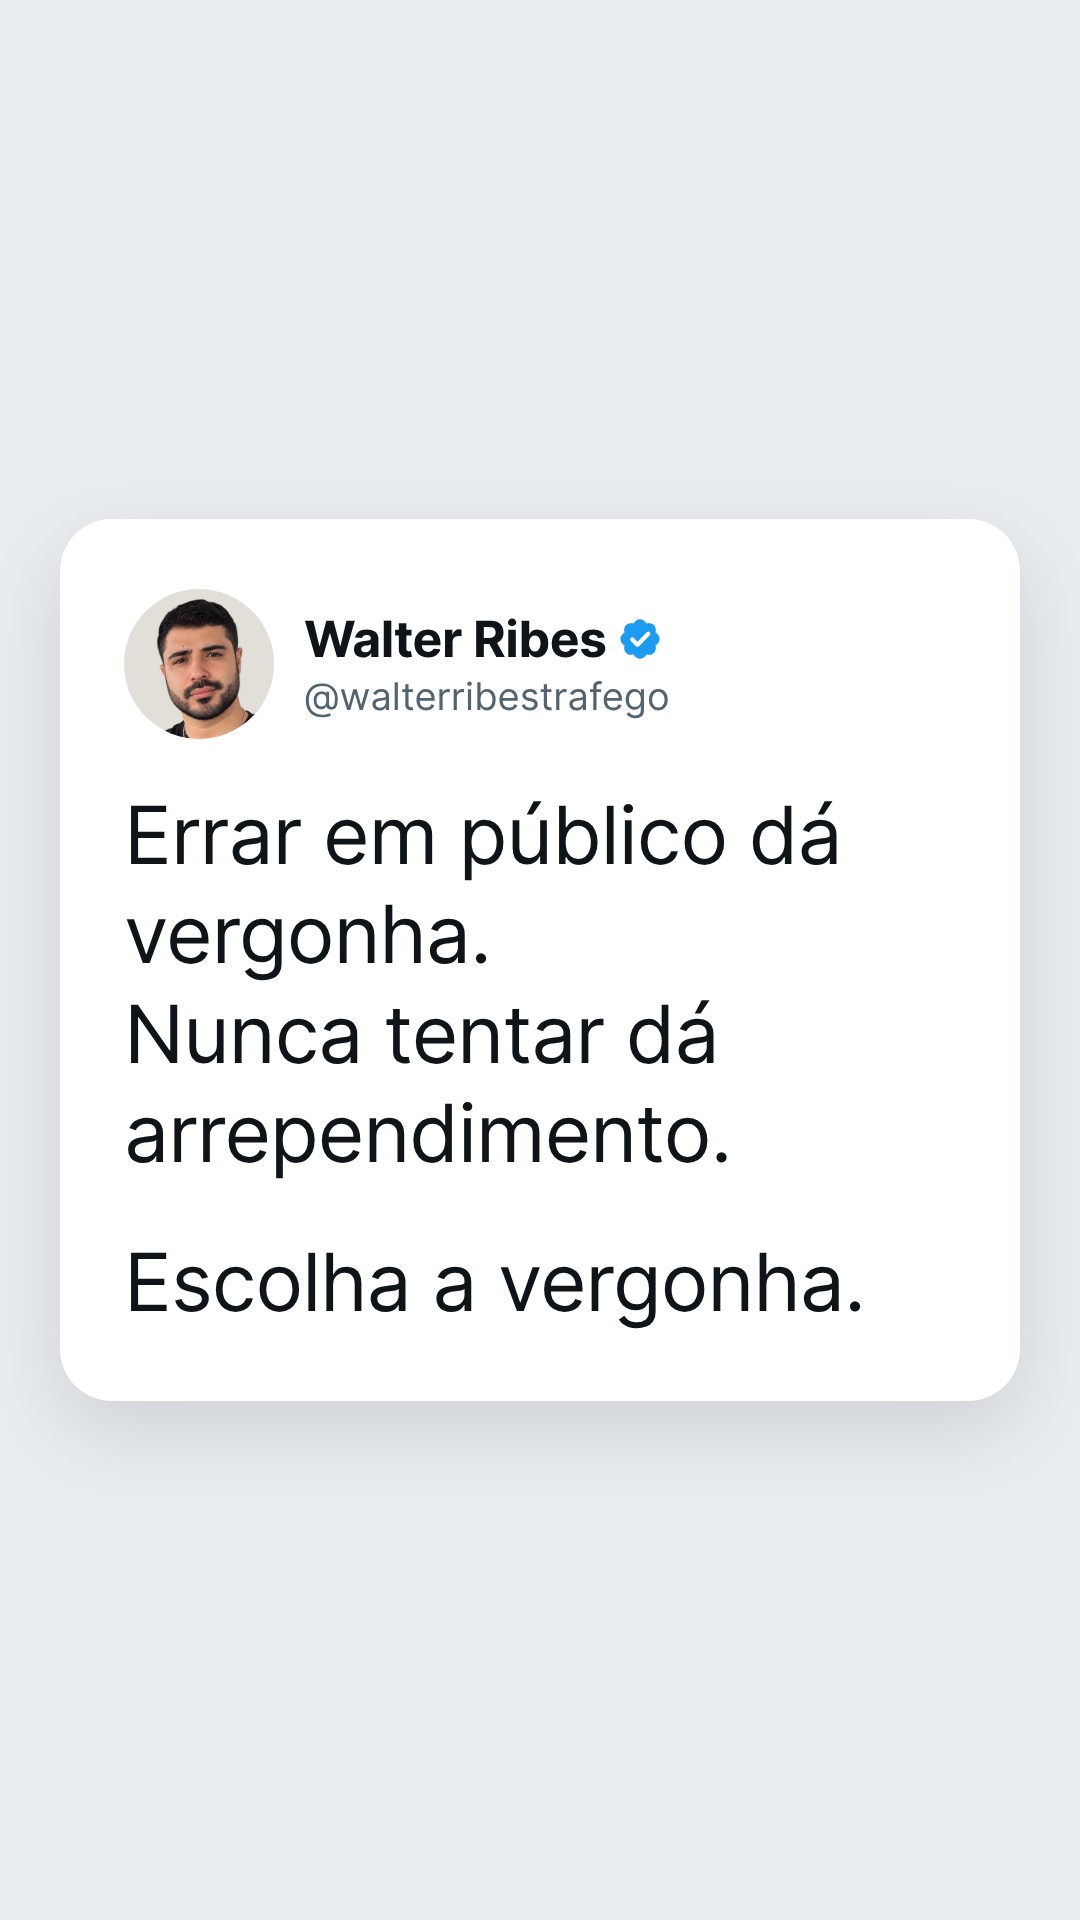 Walter Ribes
@walterribestrafego
Errar em público dá
vergonha.
Nunca tentar dá
arrependimento.
Escolha a vergonha.